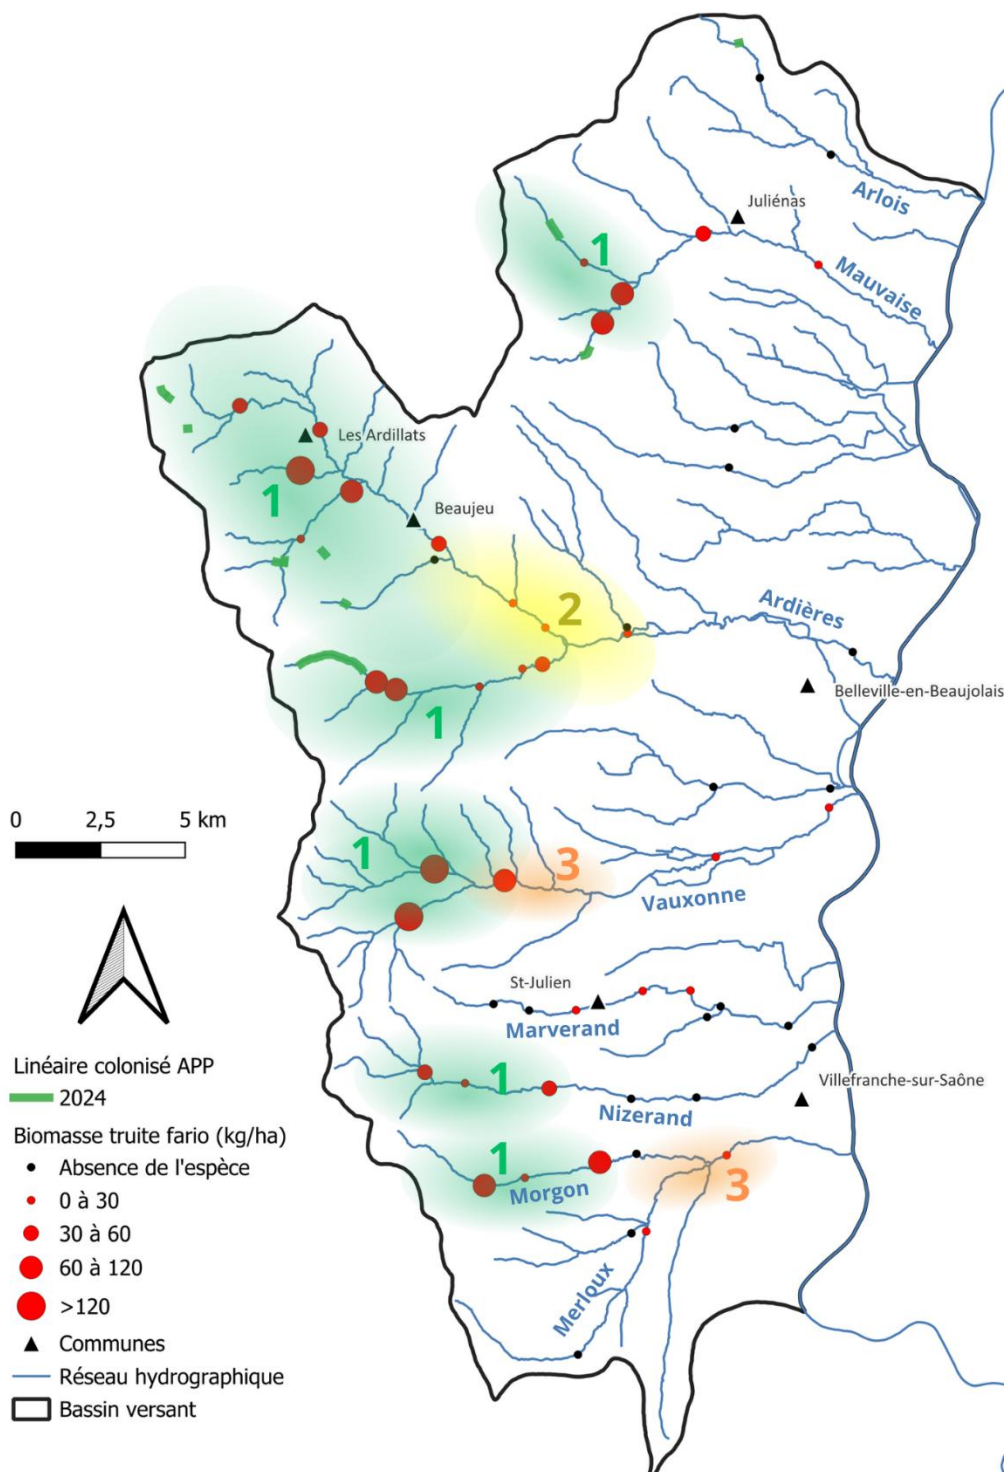 Juliénas
Arlois
1
Mauvaise
Les Ardillats
1
Beaujeu
2
Ardières
Belleville-en-Beaujolais
1
0 2,5 5 km
1
3
Vauxonne
St-Julien
Marverand
1
Villefranche-sur-Saône
Nizerand
1
Morgon
3
Merloux
Linéaire colonisé APP
2024
Biomasse truite fario (kg/ha)
Absence de l'espèce
0 à 30
30 à 60
60 à 120
>120
Communes
Réseau hydrographique
Bassin versant